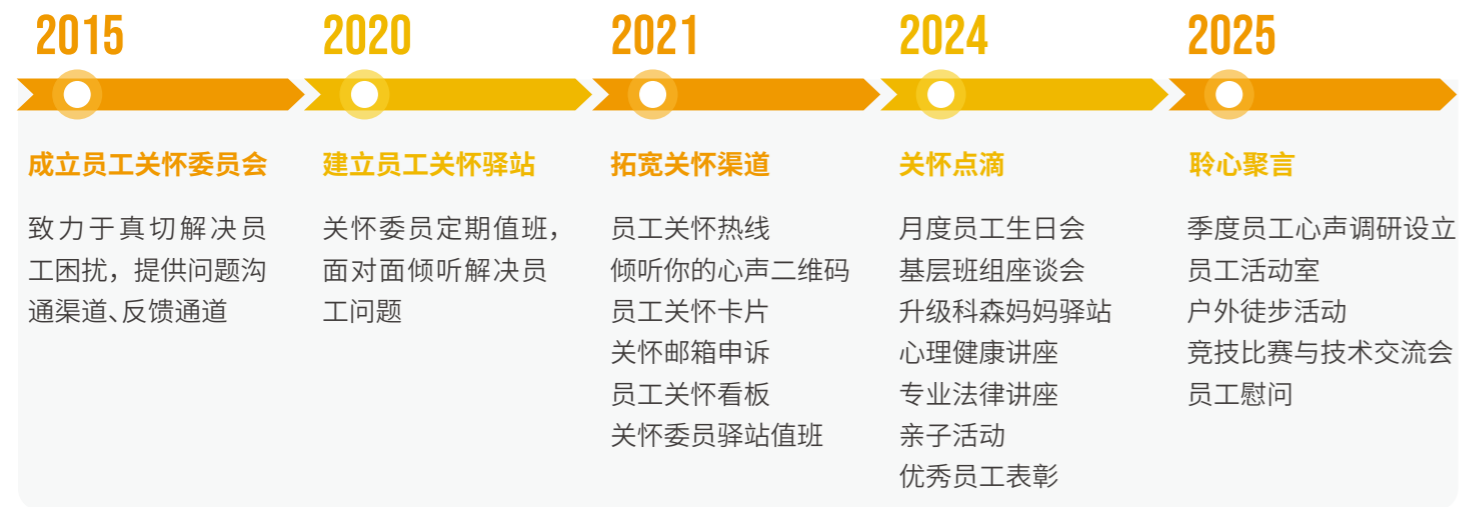 2015
成立员工关怀委员会
致力于真切解决员
工困扰，提供问题沟
通渠道、反馈通道
2020
建立员工关怀驿站
关怀委员定期值班，
面对面倾听解决员
工问题
2021
拓宽关怀渠道
员工关怀热线
倾听你的心声二维码
员工关怀卡片
关怀邮箱申诉
员工关怀看板
关怀委员驿站值班
2024
关怀点滴
月度员工生日会
基层班组座谈会
升级科森妈妈驿站
心理健康讲座
专业法律讲座
亲子活动
优秀员工表彰
2025
聆心聚言
季度员工心声调研设立
员工活动室
户外徒步活动
竞技比赛与技术交流会
员工慰问